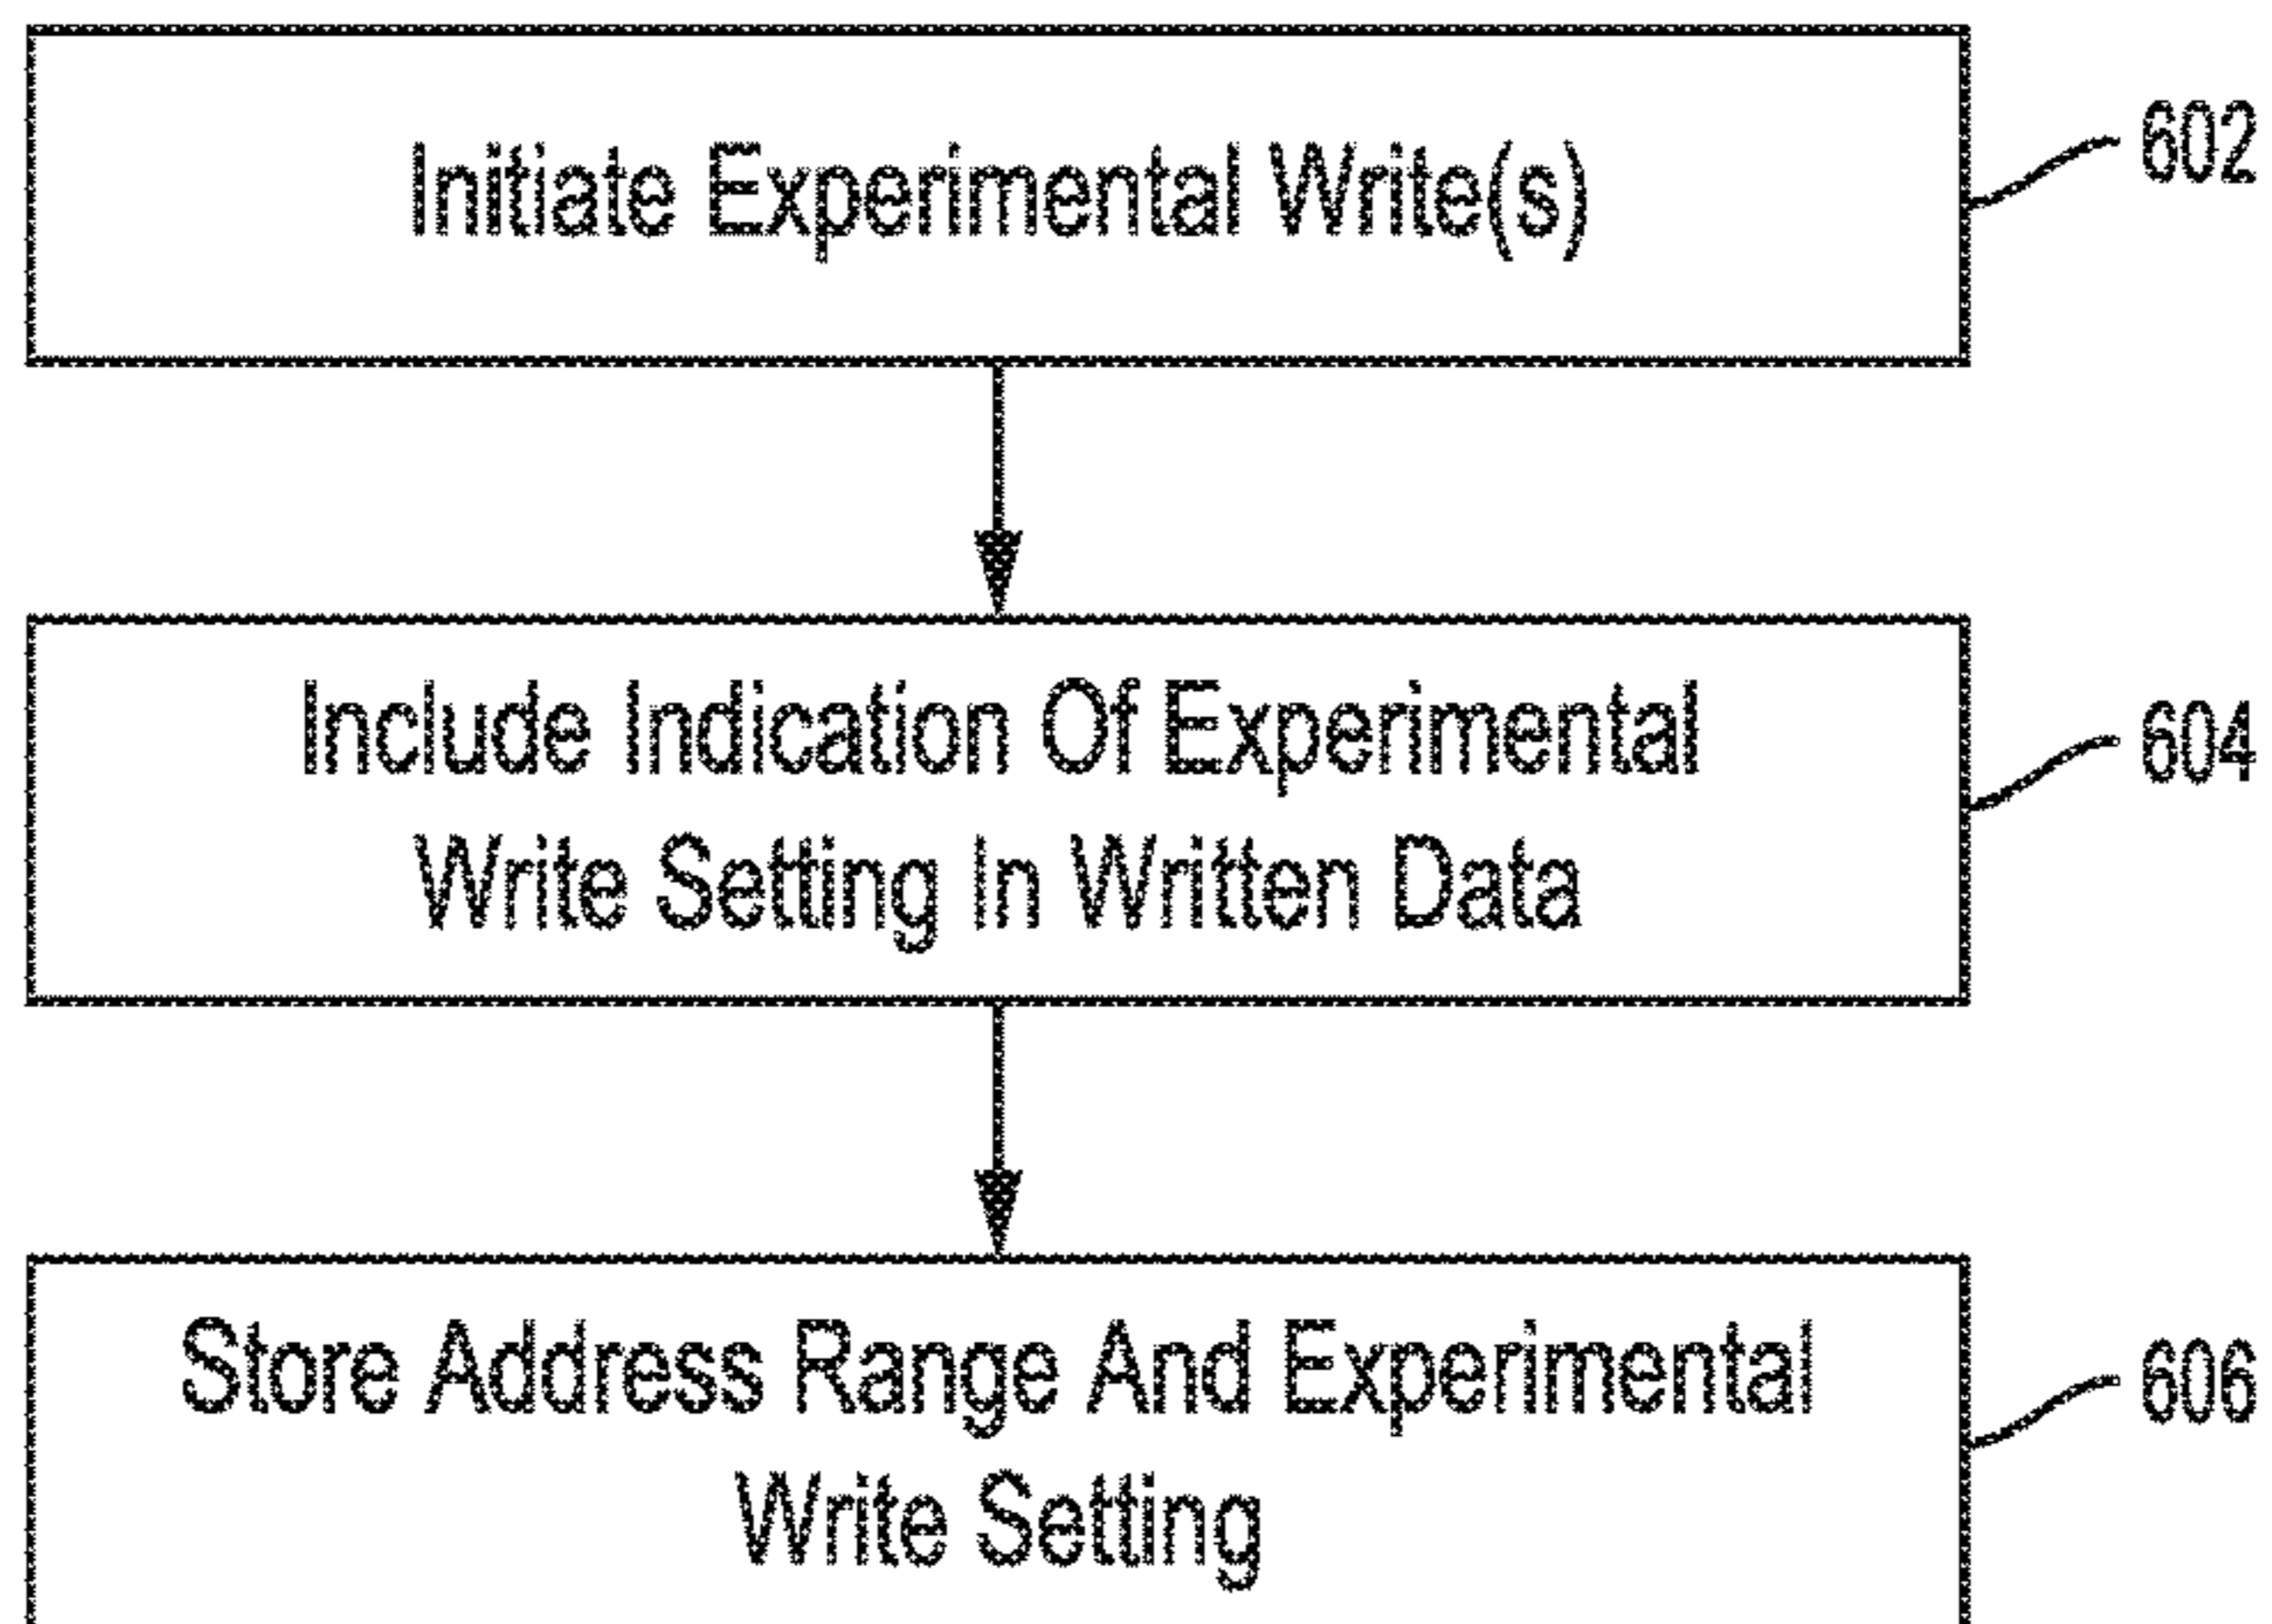 Initiate Experimental Write(s)
602
Include Indication Of Experimental
Write Setting In Written Data
604
Store Address Range And Experimental
Write Setting
606